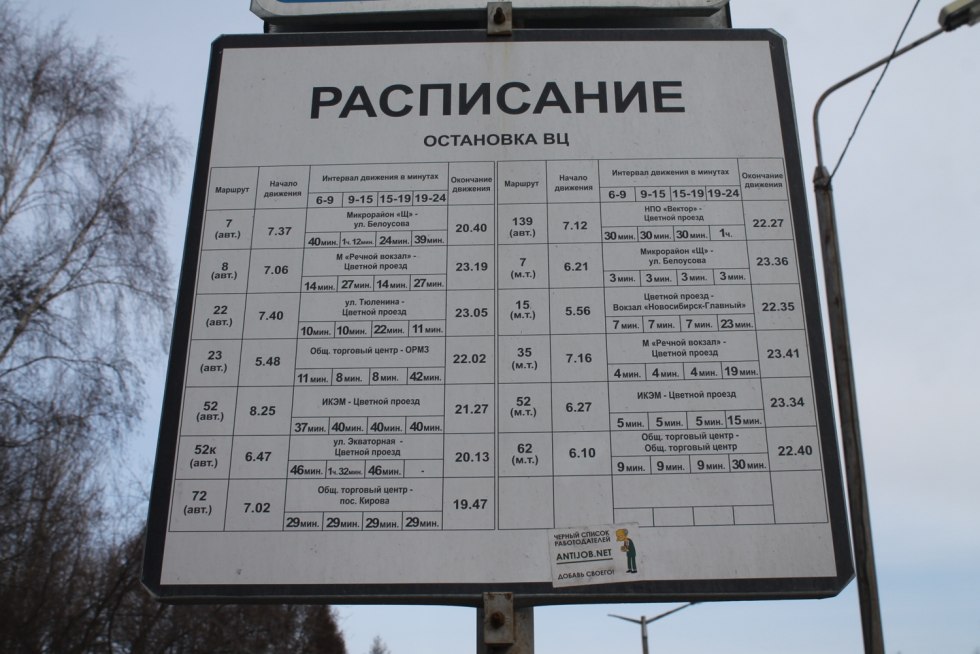 РАСПИСАНИЕ
ОСТАНОВКА ВЦ
Маршрут Начало движения Интервал движения в минутах Окончание движения
6-9 9-15 15-19 19-24
7 (авт.) 7.37 Микрорайон «Щ» - ул. Белоусова 20.40
40мин. 1ч.12мин. 24мин. 39мин.
8 (авт.) 7.06 М «Речной вокзал» - Цветной проезд 23.19
14мин. 27мин. 14мин. 27мин.
22 (авт.) 7.40 ул. Тюленина - Цветной проезд 23.05
10мин. 10мин. 22мин. 11мин.
23 (авт.) 5.48 Общ. торговый центр - ОРМЗ 22.02
11мин. 8мин. 8мин. 42мин.
52 (авт.) 8.25 ИКЭМ - Цветной проезд 21.27
37мин. 40мин. 40мин. 40мин.
52к (авт.) 6.47 ул. Экваторная - Цветной проезд 20.13
46мин. 1ч.32мин. 46мин. -
72 (авт.) 7.02 Общ. торговый центр - пос. Кирова 19.47
29мин. 29мин. 29мин. 29мин.
Маршрут Начало движения Интервал движения в минутах Окончание движения
6-9 9-15 15-19 19-24
139 (авт.) 7.12 НПО «Вектор» - Цветной проезд 22.27
30мин. 30мин. 30мин. 1ч.
7 (м.т.) 6.21 Микрорайон «Щ» - ул. Белоусова 23.36
3мин. 3мин. 3мин. 3мин.
15 (м.т.) 5.56 Цветной проезд - Вокзал «Новосибирск-Главный» 22.35
7мин. 7мин. 7мин. 23мин.
35 (м.т.) 7.16 М «Речной вокзал» - Цветной проезд 23.41
4мин. 4мин. 4мин. 19мин.
52 (м.т.) 6.27 ИКЭМ - Цветной проезд 23.34
5мин. 5мин. 5мин. 15мин.
62 (м.т.) 6.10 Общ. торговый центр - Общ. торговый центр 22.40
9мин. 9мин. 9мин. 30мин.
ЧЕРНЫЙ СПИСОК
РАБОТОДАТЕЛЕЙ
ANTIJOB.NET
ДОБАВЬ СВОЕГО!